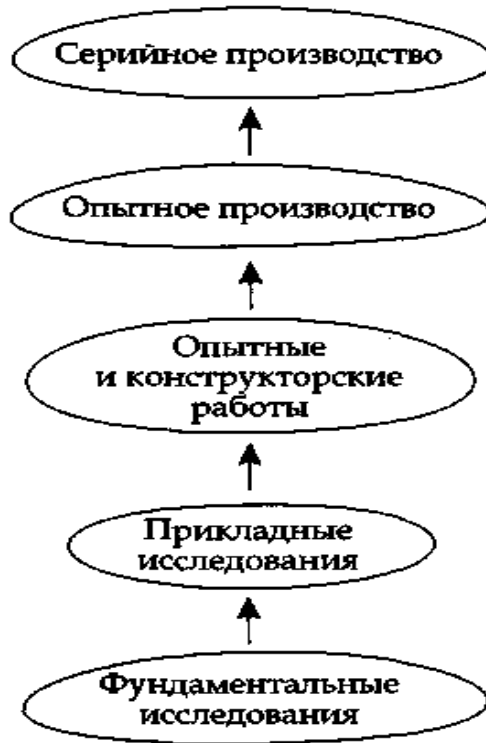 Серийное производство
Опытное производство
Опытные
и конструкторские
работы
Прикладные
исследования
Фундаментальные
исследования